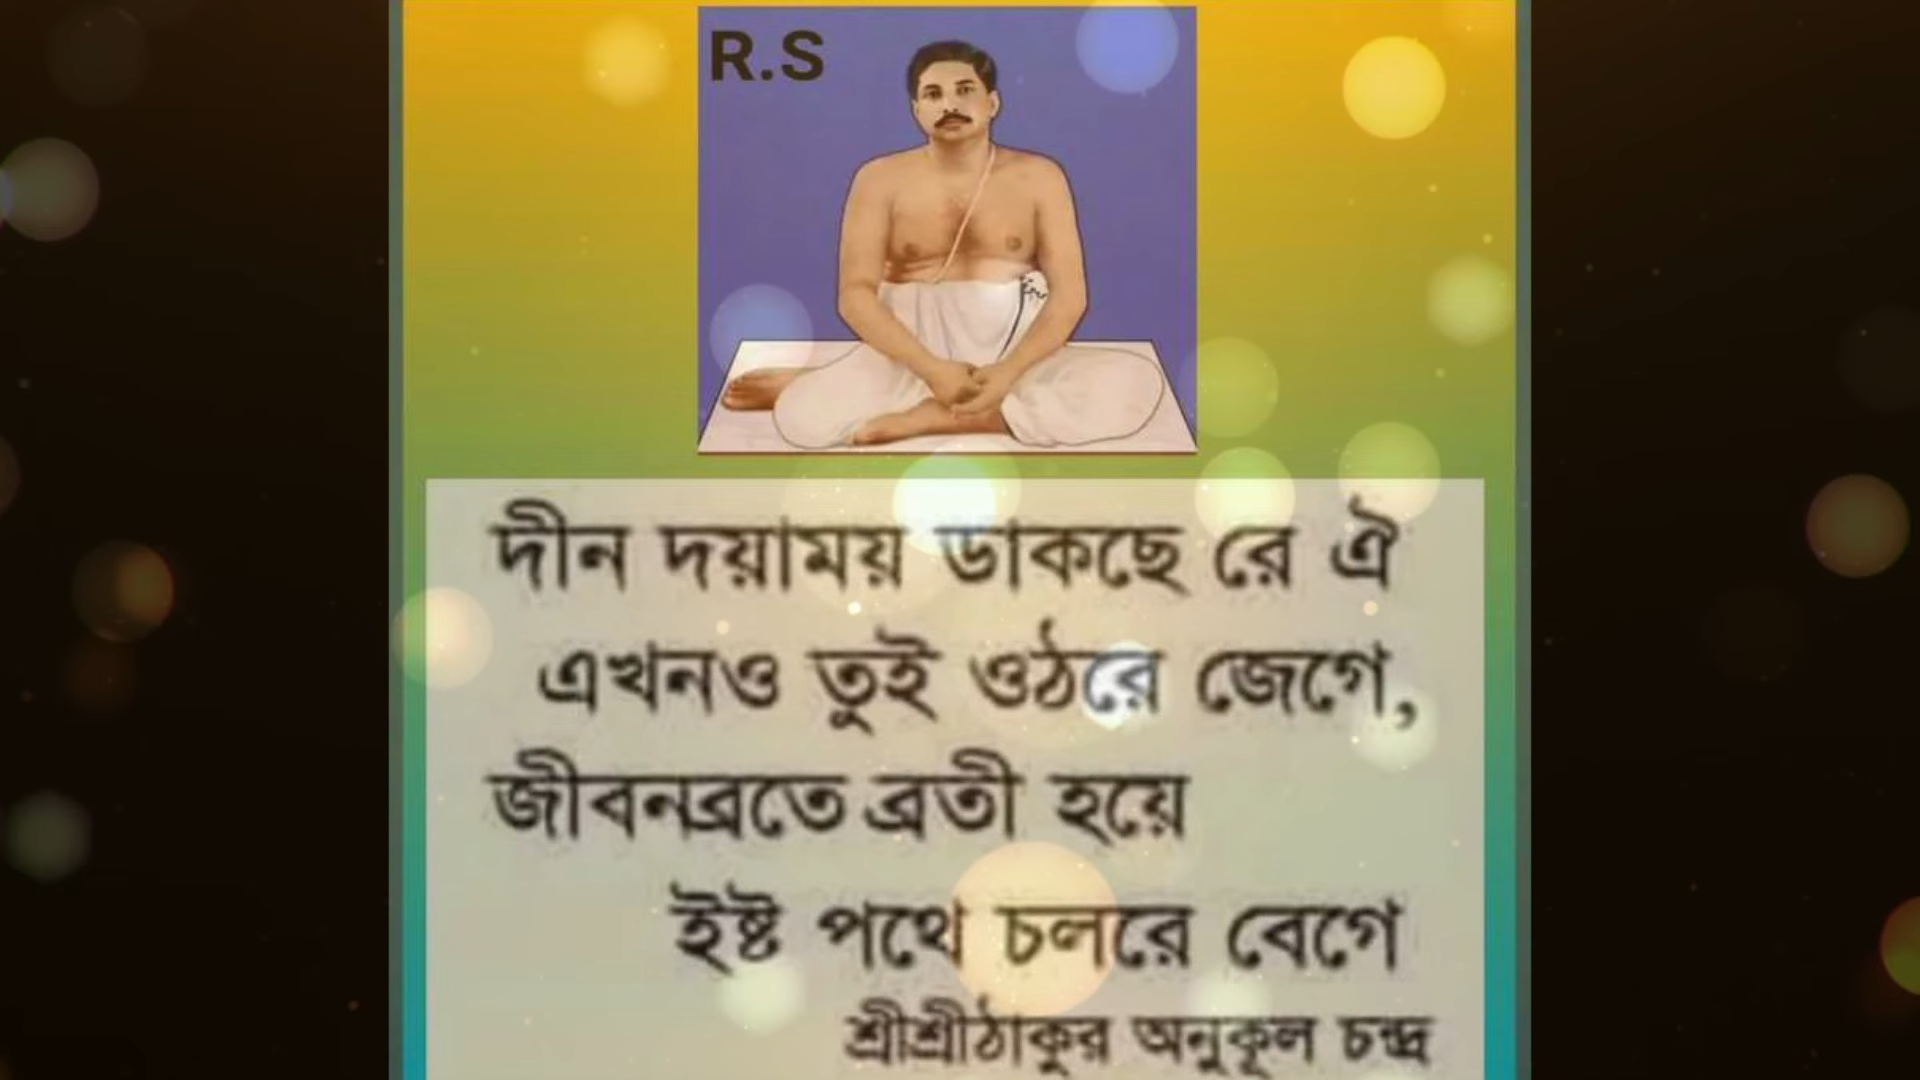 R.S
দীন দয়াময় ডাকছে রে ঐ
এখনও তুই ওঠরে জেগে,
জীবনব্রতে ব্রতী হয়ে
ইষ্ট পথে চলরে বেগে
শ্রীশ্রীঠাকুর অনুকূল চন্দ্র